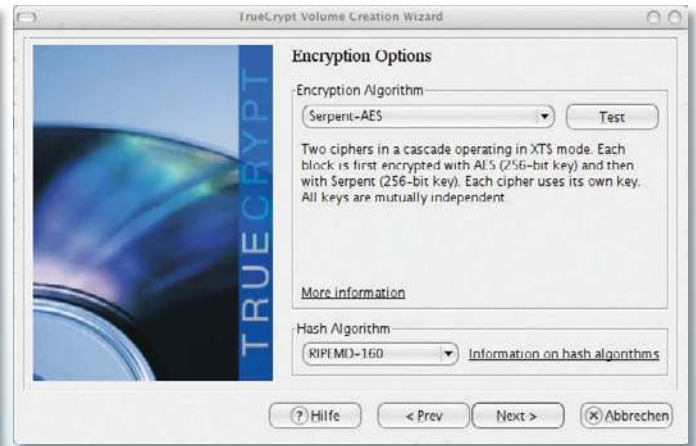 TrueCrypt Volume Creation Wizard
TRUECRYPT
Encryption Options
Encryption Algorithm
Serpent-AES
Test
Two ciphers in a cascade operating in XTS mode. Each
block is first encrypted with AES (256-bit key) and then
with Serpent (256-bit key). Each cipher uses its own key.
All keys are mutually independent.
More information
Hash Algorithm
RIPEMD-160
Information on hash algorithms
? Hilfe
< Prev
Next >
Abbrechen